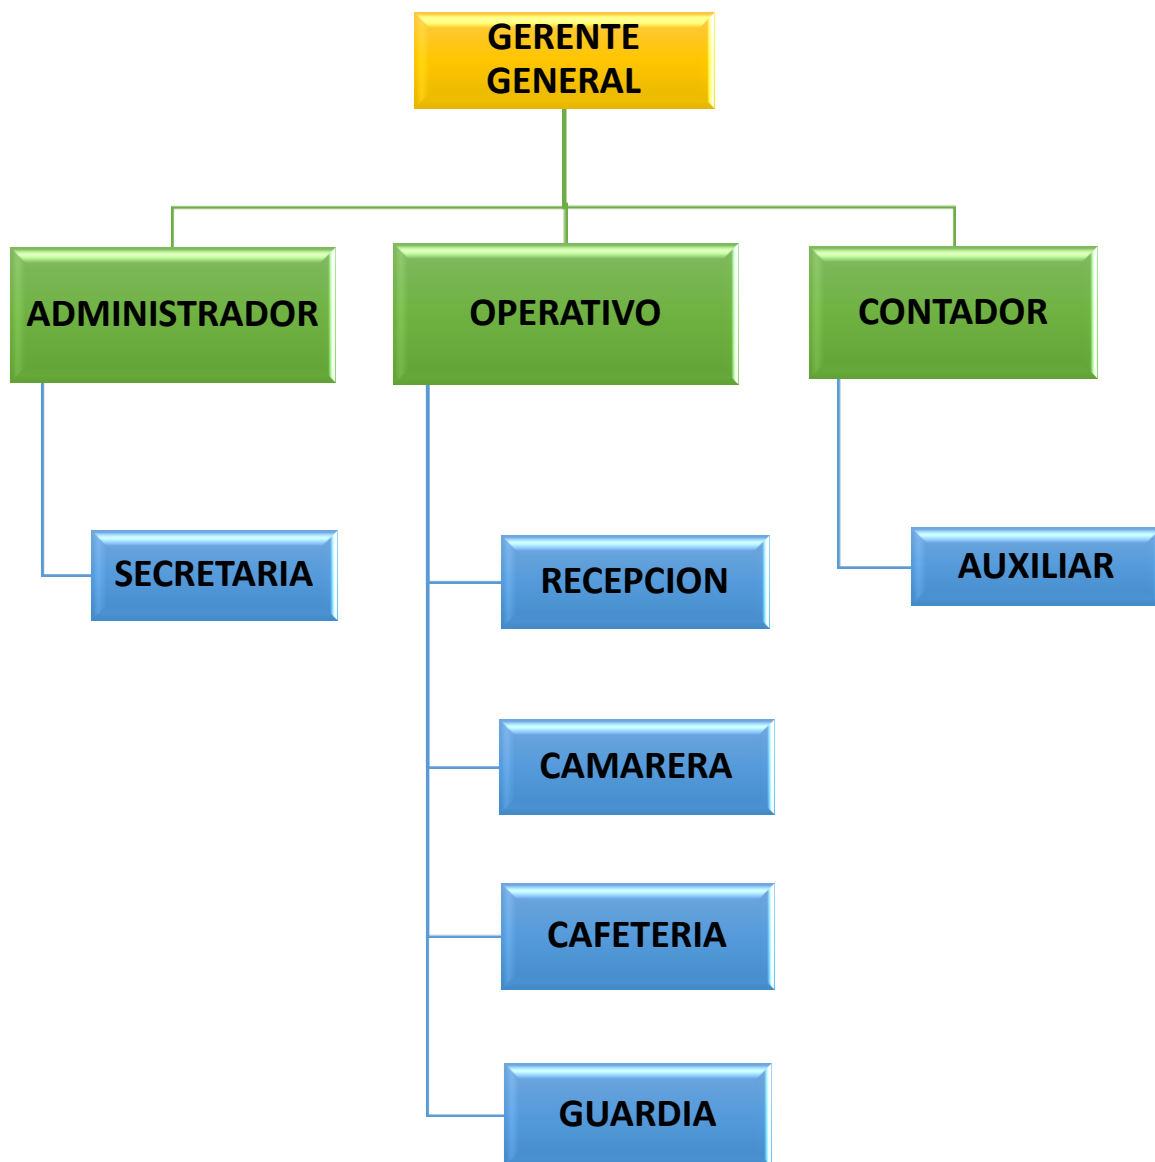 GERENTE
GENERAL
ADMINISTRADOR
OPERATIVO
CONTADOR
SECRETARIA
RECEPCION
AUXILIAR
CAMARERA
CAFETERIA
GUARDIA